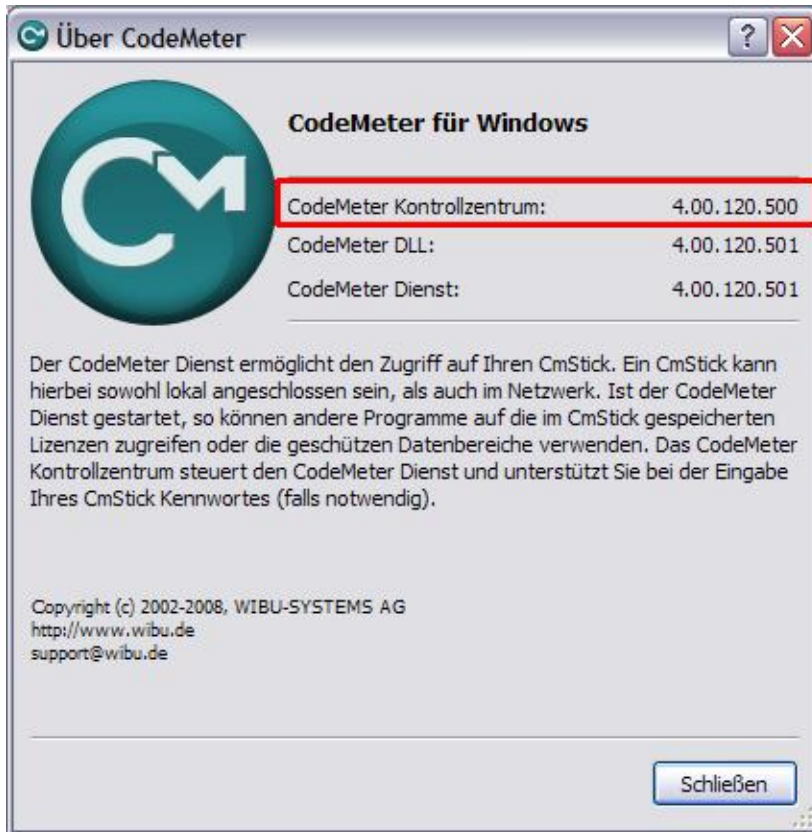 Über CodeMeter
CM
CodeMeter für Windows
CodeMeter Kontrollzentrum: 4.00.120.500
CodeMeter DLL: 4.00.120.501
CodeMeter Dienst: 4.00.120.501
Der CodeMeter Dienst ermöglicht den Zugriff auf Ihren CmStick. Ein CmStick kann
hierbei sowohl lokal angeschlossen sein, als auch im Netzwerk. Ist der CodeMeter
Dienst gestartet, so können andere Programme auf die im CmStick gespeicherten
Lizenzen zugreifen oder die geschützen Datenbereiche verwenden. Das CodeMeter
Kontrollzentrum steuert den CodeMeter Dienst und unterstützt Sie bei der Eingabe
Ihres CmStick Kennwortes (falls notwendig).
Copyright (c) 2002-2008, WIBU-SYSTEMS AG
http://www.wibu.de
support@wibu.de
Schließen